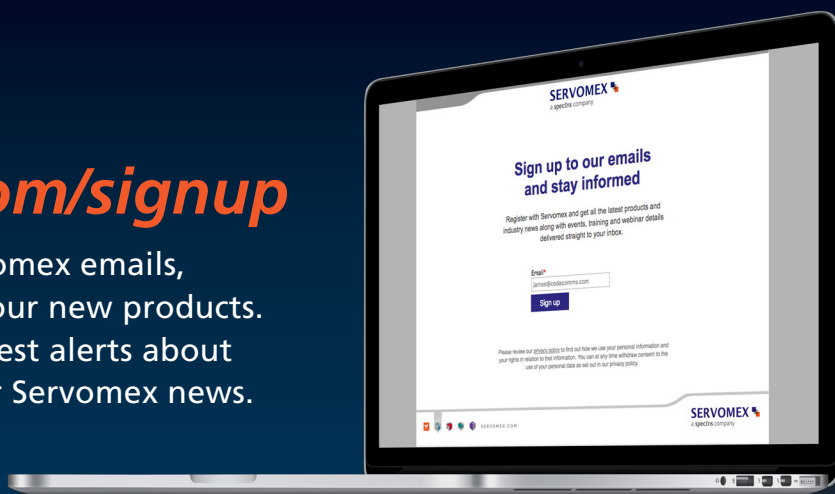 om/signup
omex emails,
our new products.
est alerts about
r Servomex news.
SERVOMEX
a spectris company
Sign up to our emails
and stay informed
Register with Servomex and get all the latest products and
industry news along with events, training and webinar details
delivered straight to your inbox.
Email*
james@codacomms.com
Sign up
Please review our privacy policy to find out how we use your personal information and
your rights in relation to that information. You can at any time withdraw consent to the
use of your personal data as set out in our privacy policy.
SERVOMEX.COM
SERVOMEX
a spectris company